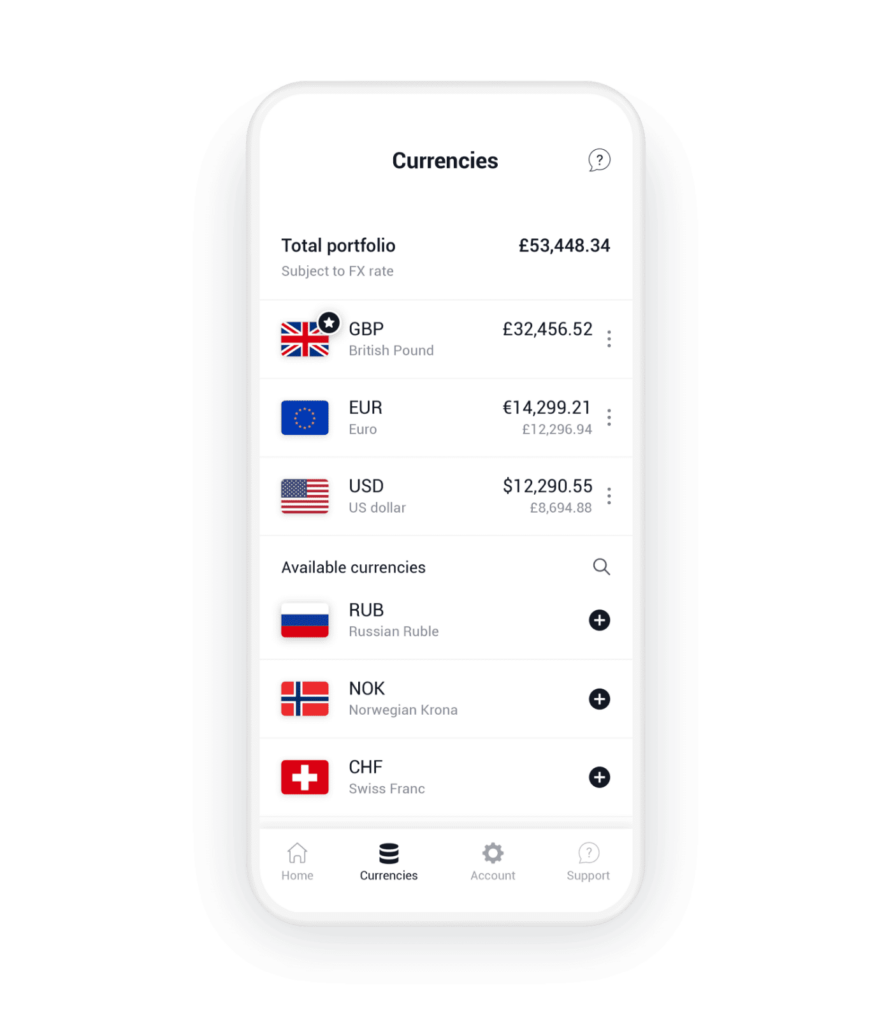 Currencies
?
Total portfolio £53,448.34
Subject to FX rate
GBP £32,456.52
British Pound
EUR €14,299.21
Euro £12,296.94
USD $12,290.55
US dollar £8,694.88
Available currencies
RUB
Russian Ruble
NOK
Norwegian Krona
CHF
Swiss Franc
?
Home Currencies Account Support